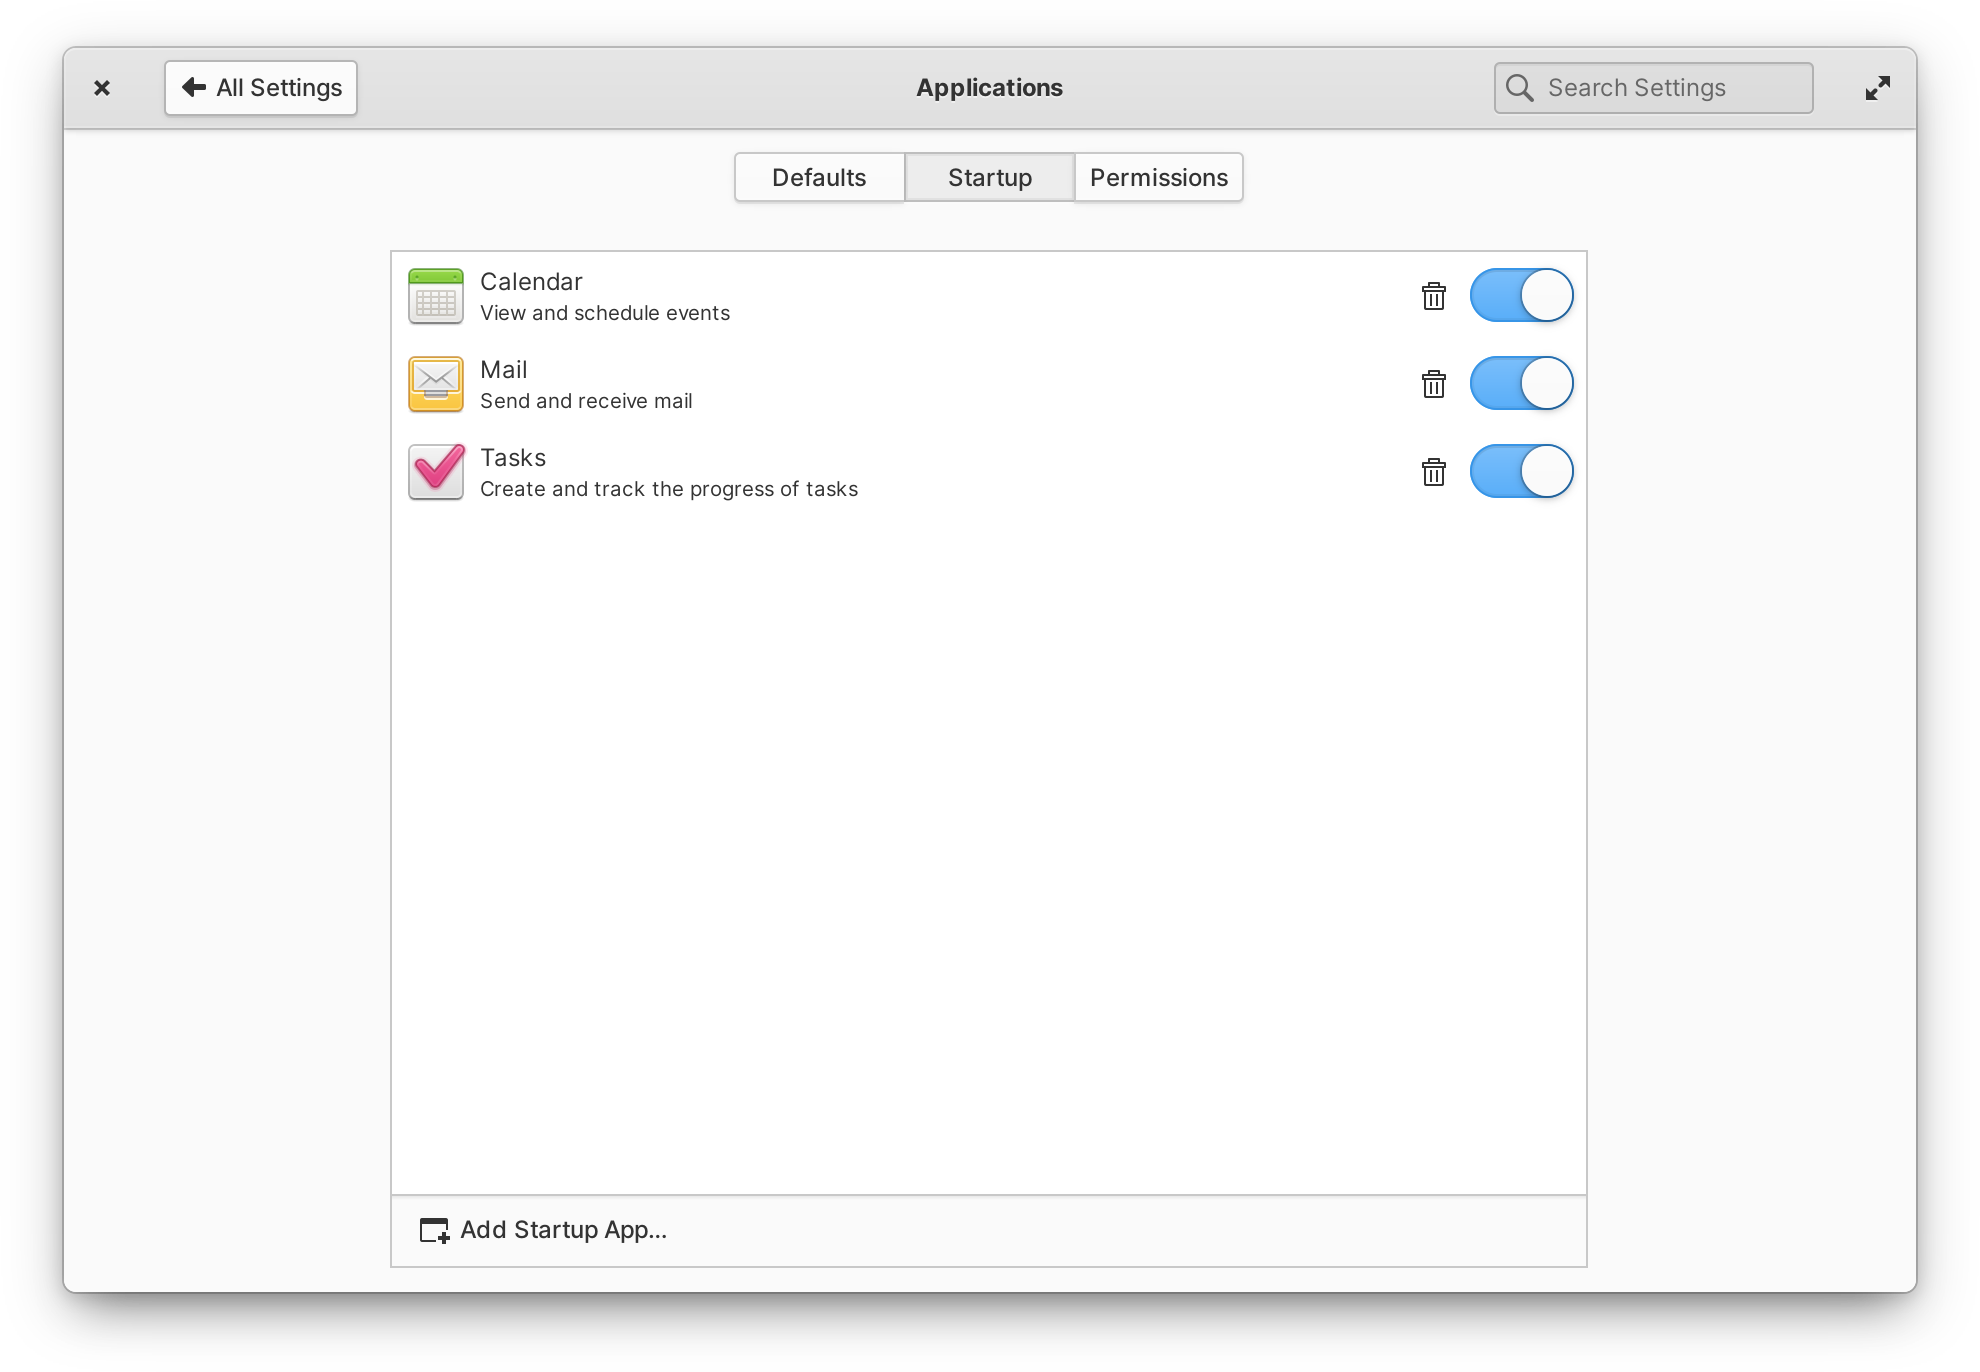 All Settings
Applications
Search Settings
Defaults
Startup
Permissions
Calendar
View and schedule events
Mail
Send and receive mail
Tasks
Create and track the progress of tasks
Add Startup App…